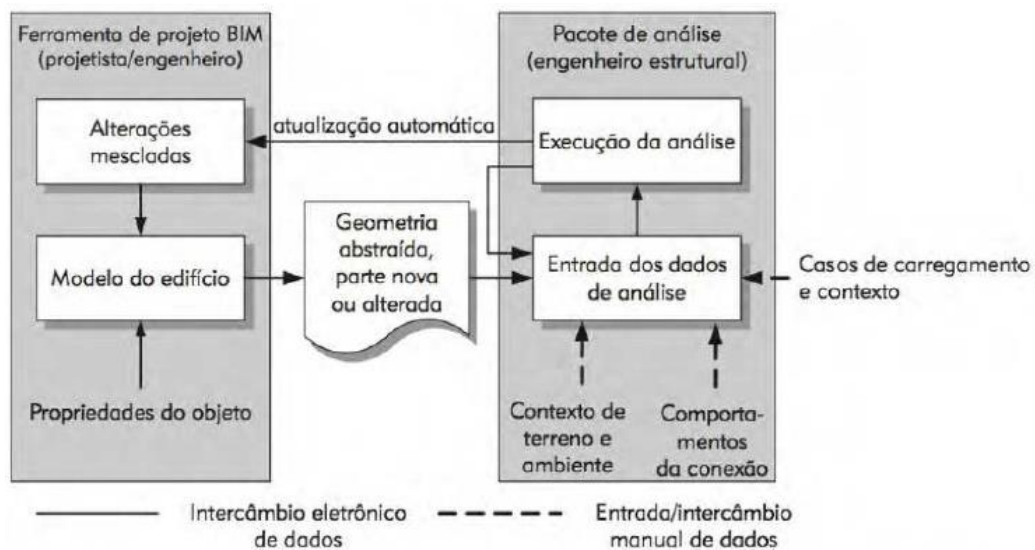 Ferramenta de projeto BIM
(projetista/engenheiro)
Alterações
mescladas
Modelo do edifício
Propriedades do objeto
atualização automática
Geometria
abstraída,
parte nova
ou alterada
Pacote de análise
(engenheiro estrutural)
Execução da análise
Entrada dos dados
de análise
Casos de carregamento
e contexto
Contexto de
terreno e
ambiente
Comporta-
mentos
da conexão
Intercâmbio eletrônico
de dados
Entrada/intercâmbio
manual de dados